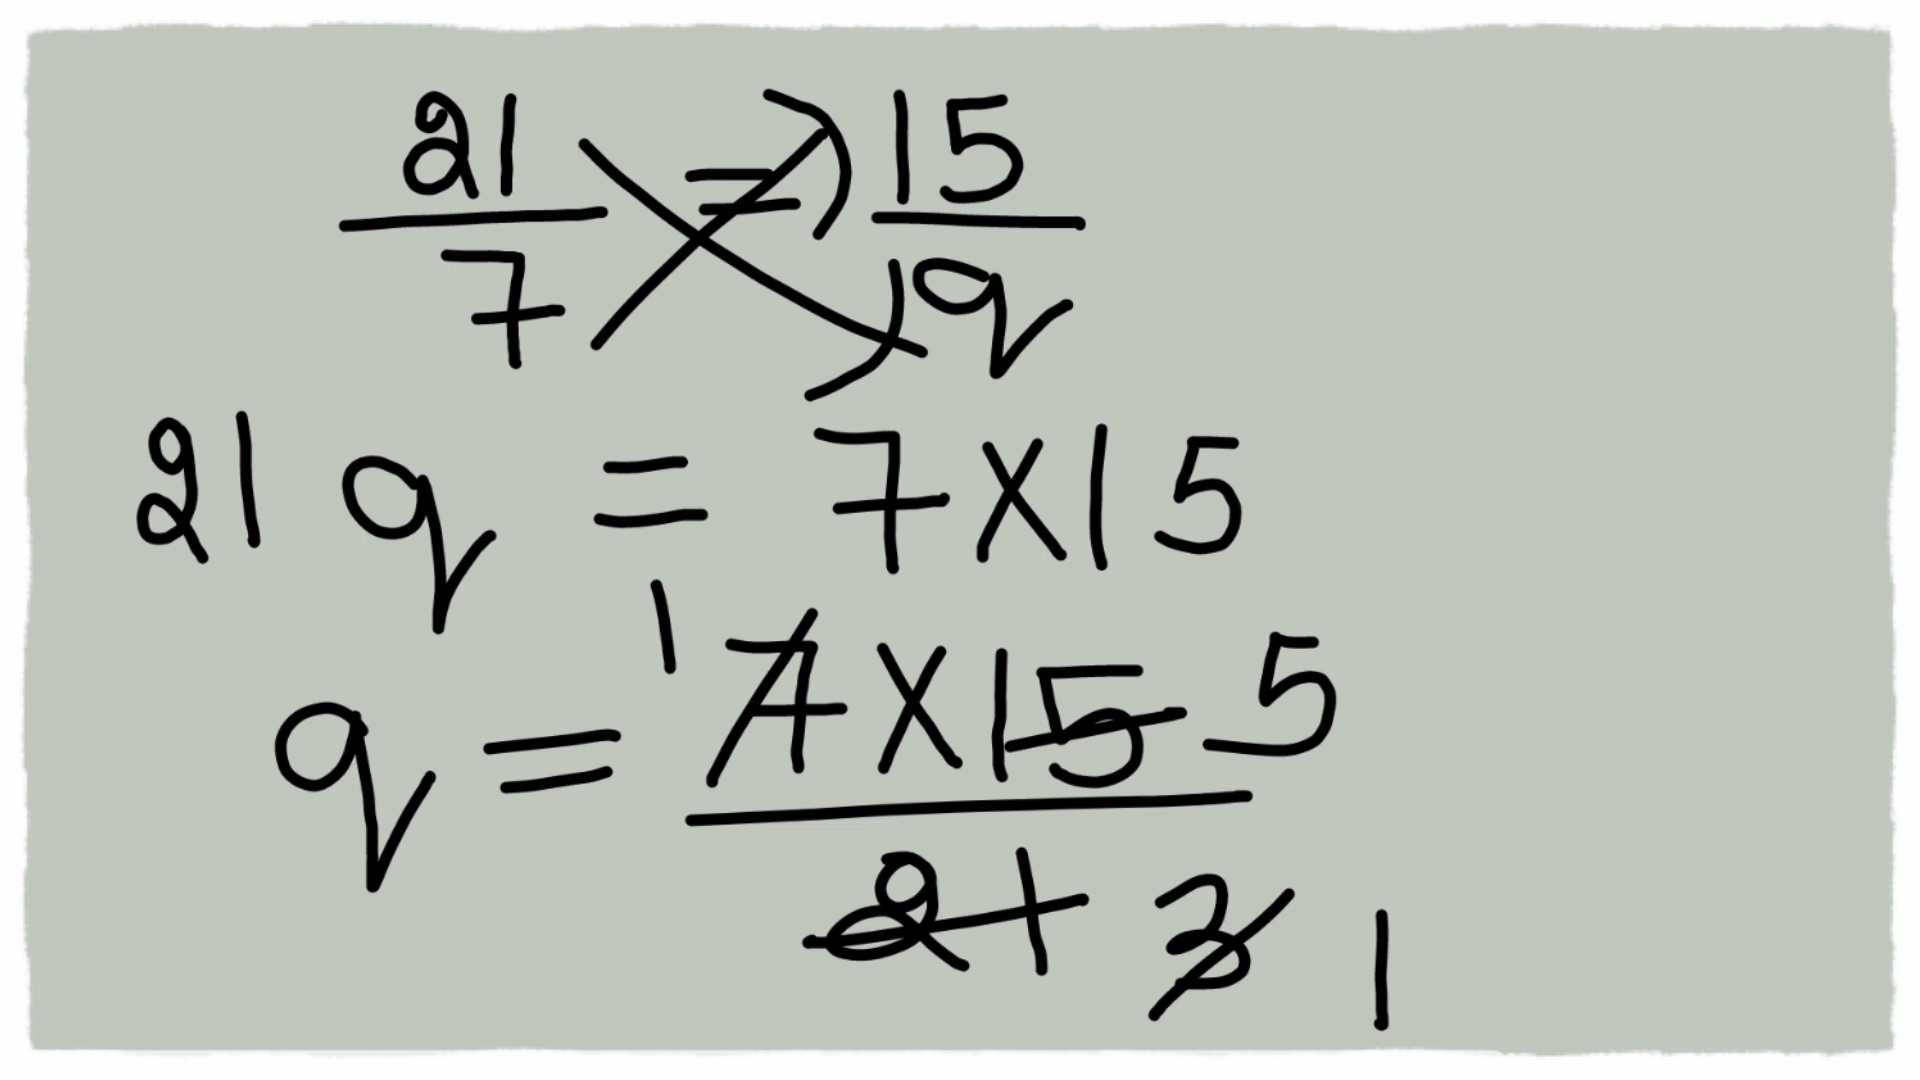 21 = 15
7 q
21 q = 7 X 15
1 7 X 15 5
q =
21 3 1